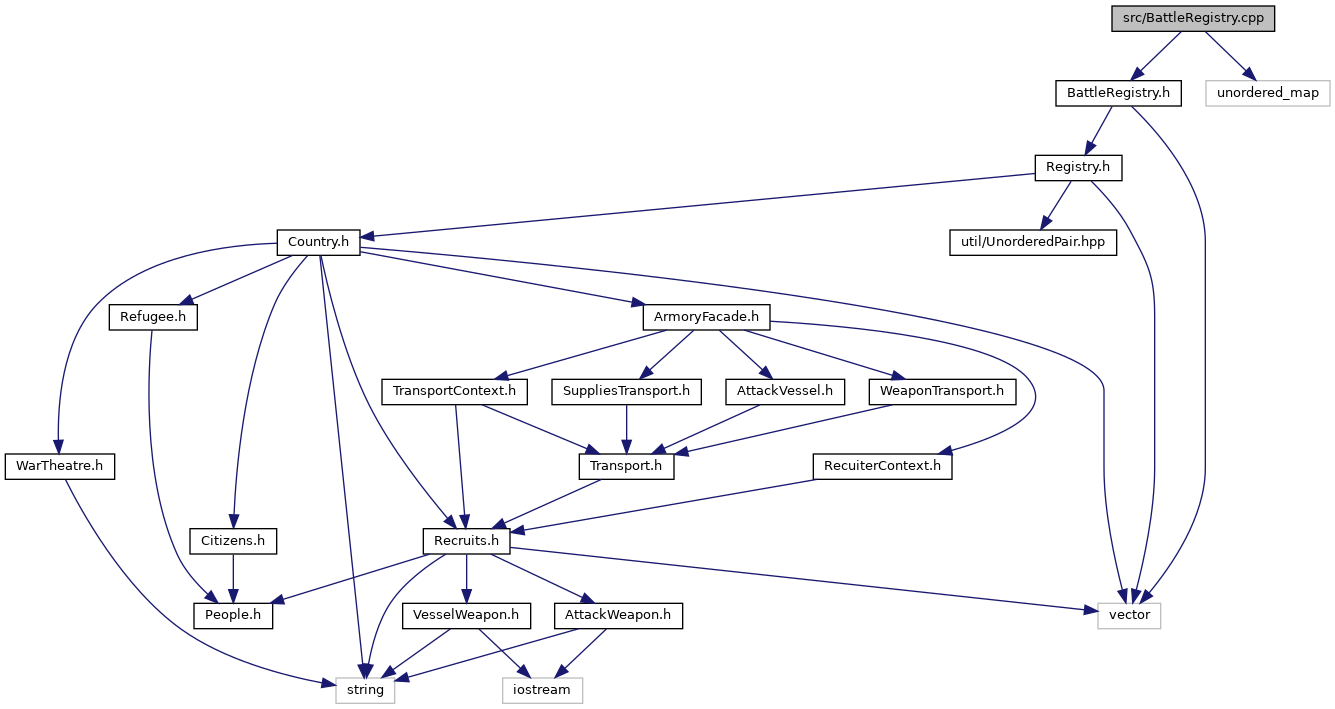 src/BattleRegistry.cpp
BattleRegistry.h
unordered_map
Registry.h
Country.h
util/UnorderedPair.hpp
Refugee.h
ArmoryFacade.h
TransportContext.h
SuppliesTransport.h
AttackVessel.h
WeaponTransport.h
WarTheatre.h
Transport.h
RecuiterContext.h
Citizens.h
Recruits.h
People.h
VesselWeapon.h
AttackWeapon.h
vector
string
iostream